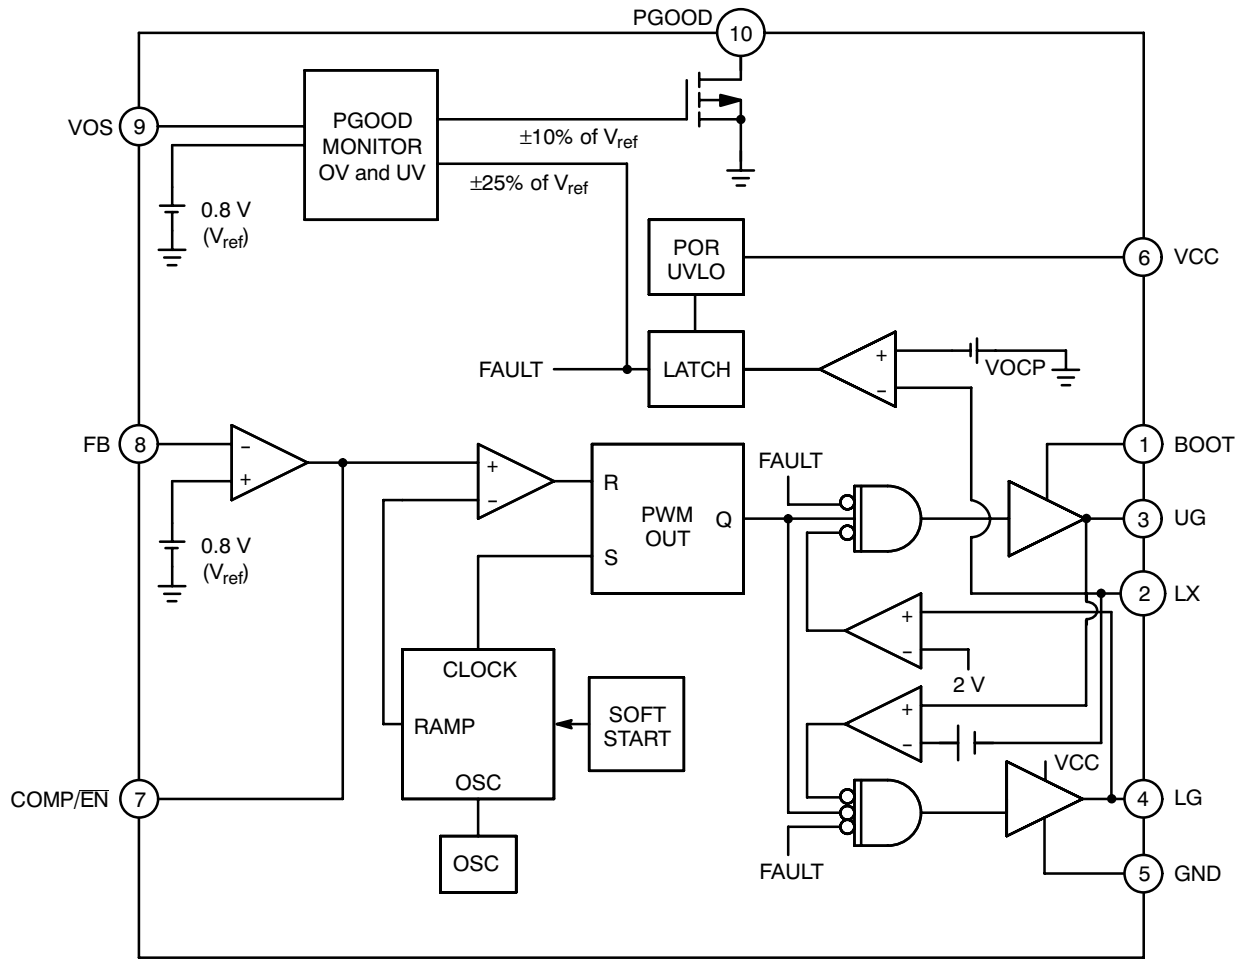 PGOOD
10
VOS
9
PGOOD
MONITOR
OV and UV
±10% of Vref
±25% of Vref
0.8 V
(Vref)
POR
UVLO
6
VCC
FAULT
LATCH
+
−
VOCP
FB
8
−
+
0.8 V
(Vref)
+
−
R
S
PWM
OUT
Q
FAULT
1
BOOT
3
UG
2
LX
+
−
2 V
CLOCK
RAMP
OSC
SOFT
START
+
−
VCC
COMP/EN
7
4
LG
OSC
FAULT
5
GND